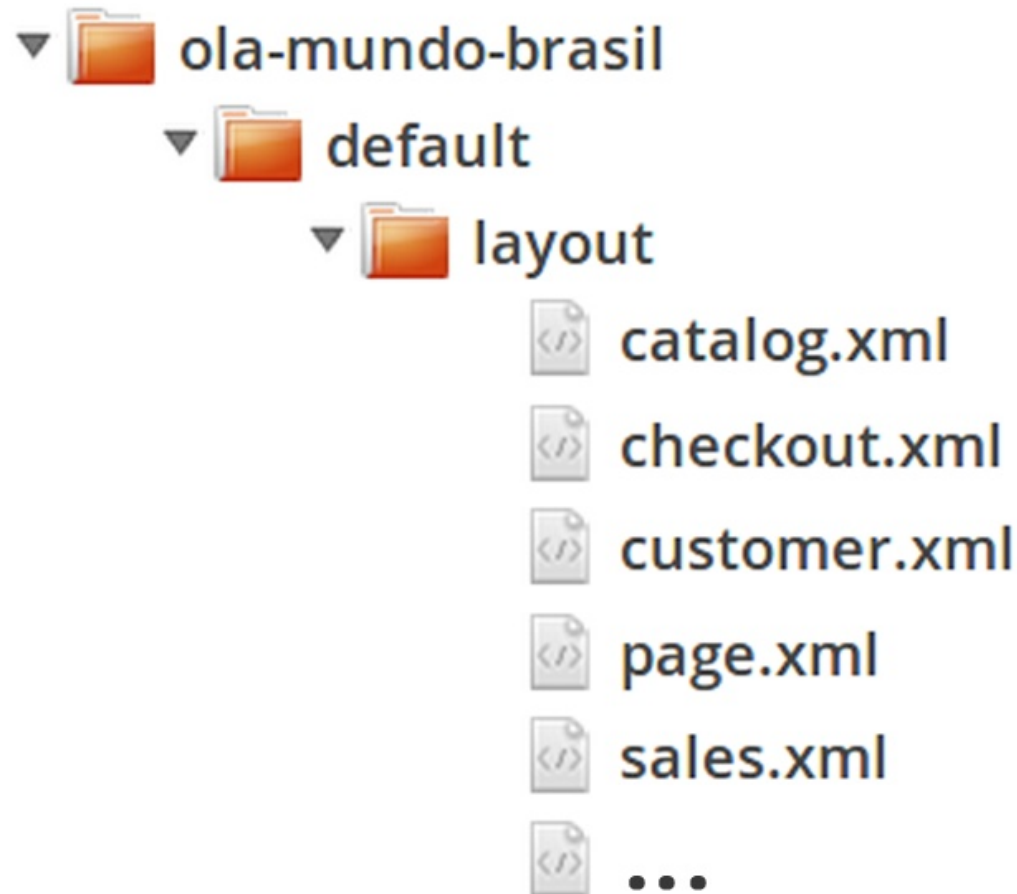 ola-mundo-brasil
default
layout
catalog.xml
checkout.xml
customer.xml
page.xml
sales.xml
...